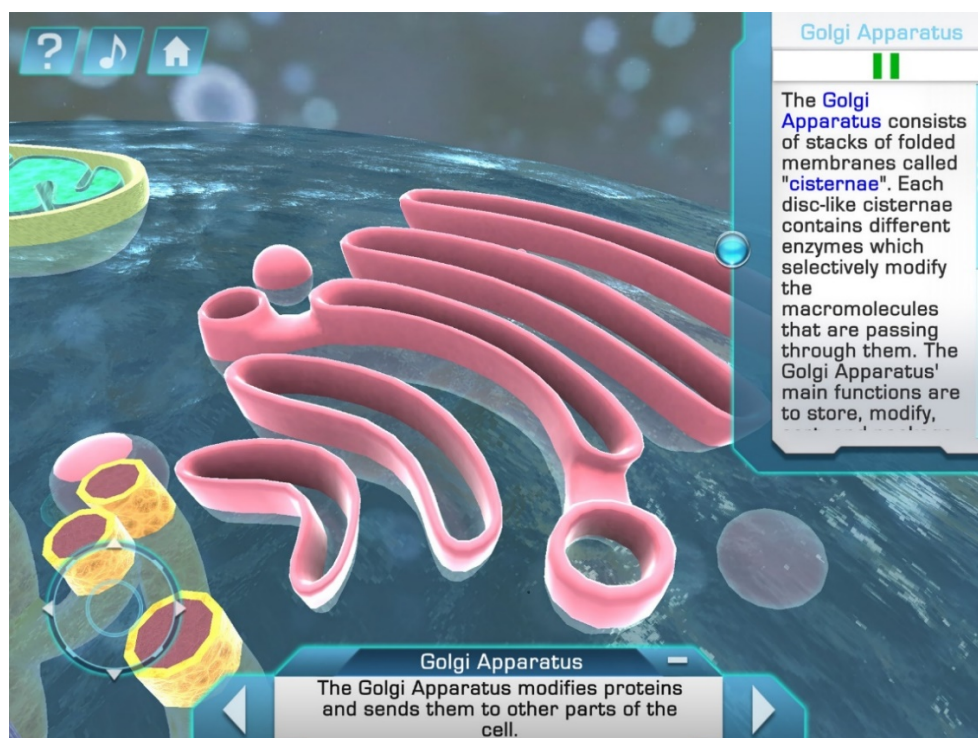 ?
Golgi Apparatus
The Golgi
Apparatus consists
of stacks of folded
membranes called
"cisternae". Each
disc-like cisternae
contains different
enzymes which
selectively modify
the
macromolecules
that are passing
through them. The
Golgi Apparatus'
main functions are
to store, modify,
Golgi Apparatus
The Golgi Apparatus modifies proteins
and sends them to other parts of the
cell.